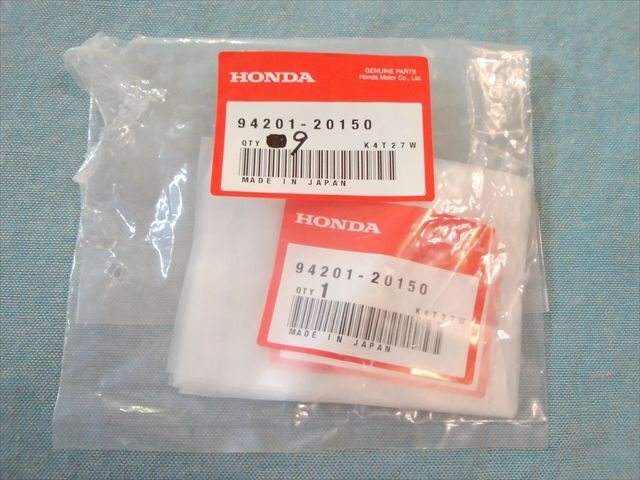 HONDA
GENUINE PARTS
Honda Motor Co., Ltd.
94201-20150
QTY 9 K4T27W
MADE IN JAPAN
HONDA
94201-20150
QTY 1 K4T27W
MADE IN JAPAN